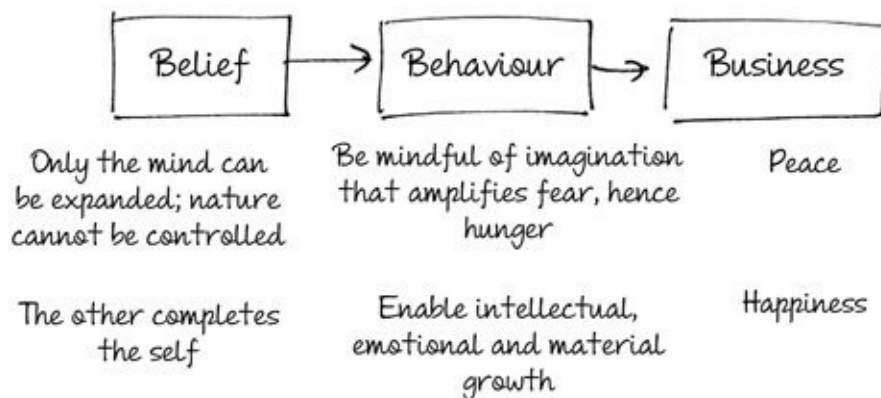 Belief
Behaviour
Business
Only the mind can
be expanded; nature
cannot be controlled
Be mindful of imagination
that amplifies fear, hence
hunger
Peace
The other completes
the self
Enable intellectual,
emotional and material
growth
Happiness